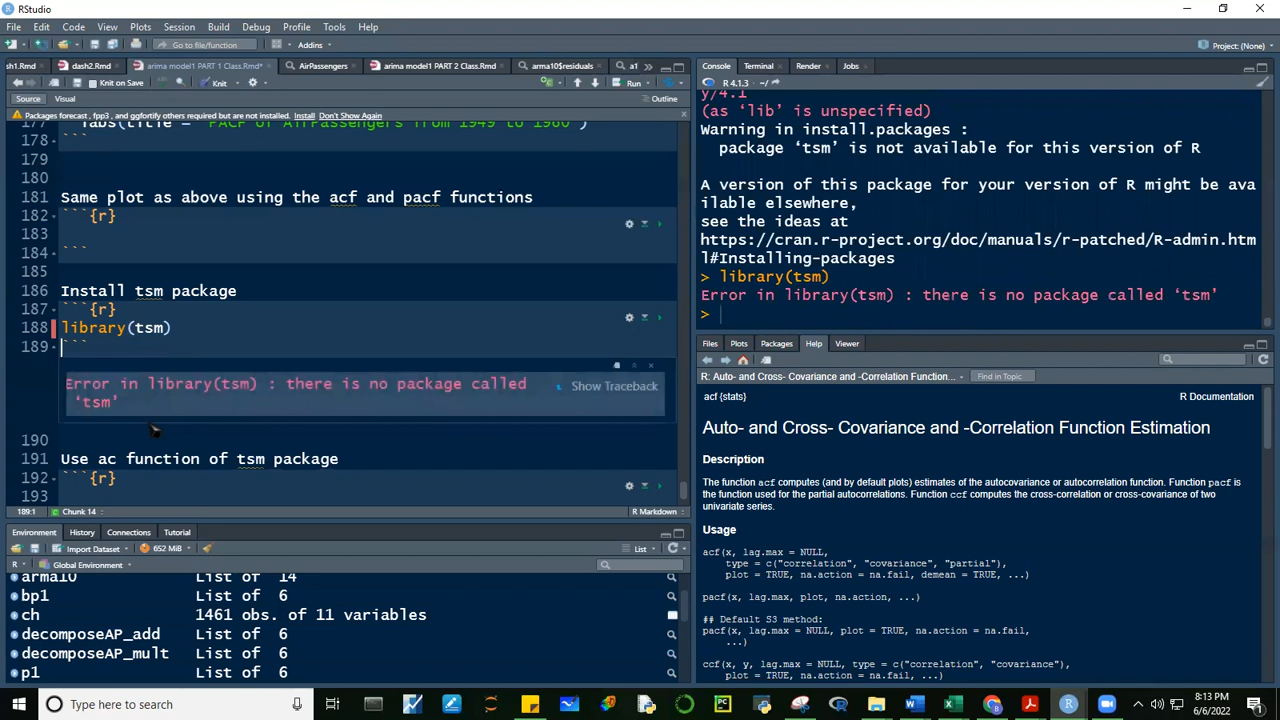 RStudio
File Edit Code View Plots Session Build Debug Profile Tools Help
Go to file/function Addins Project: (None)
sh1.Rmd dash2.Rmd arima model1 PART 1 Class.Rmd* AirPassengers arima model1 PART 2 Class.Rmd arma10$residuals a1
Knit on Save Knit Run
Source Visual Outline
Packages forecast, fpp3, and ggfortify others required but are not installed. Install Don't Show Again
177 labs(title = "PACF of AirPassengers from 1949 to 1960")
178 ```
179
180
181 Same plot as above using the acf and pacf functions
182 ```{r}
183
184 ```
185
186 Install tsm package
187 ```{r}
188 library(tsm)
189 ```
Error in library(tsm) : there is no package called
‘tsm’
Show Traceback
190
191 Use ac function of tsm package
192 ```{r}
193
189:1 Chunk 14 R Markdown
Environment History Connections Tutorial
Import Dataset 652 MiB List
R Global Environment
arma10 List of 14
bp1 List of 6
ch 1461 obs. of 11 variables
decomposeAP_add List of 6
decomposeAP_mult List of 6
p1 List of 6
Console Terminal Render Jobs
R 4.1.3 · ~/
y/4.1
(as ‘lib’ is unspecified)
Warning in install.packages :
package ‘tsm’ is not available for this version of R
A version of this package for your version of R might be ava
ilable elsewhere,
see the ideas at
https://cran.r-project.org/doc/manuals/r-patched/R-admin.htm
l#Installing-packages
> library(tsm)
Error in library(tsm) : there is no package called ‘tsm’
>
Files Plots Packages Help Viewer
R: Auto- and Cross- Covariance and -Correlation Function... Find in Topic
acf {stats} R Documentation
Auto- and Cross- Covariance and -Correlation Function Estimation
Description
The function acf computes (and by default plots) estimates of the autocovariance or autocorrelation function. Function pacf is
the function used for the partial autocorrelations. Function ccf computes the cross-correlation or cross-covariance of two
univariate series.
Usage
acf(x, lag.max = NULL,
type = c("correlation", "covariance", "partial"),
plot = TRUE, na.action = na.fail, demean = TRUE, ...)
pacf(x, lag.max, plot, na.action, ...)
## Default S3 method:
pacf(x, lag.max = NULL, plot = TRUE, na.action = na.fail,
...)
ccf(x, y, lag.max = NULL, type = c("correlation", "covariance"),
plot = TRUE, na.action = na.fail, ...)
Type here to search
8:13 PM
6/6/2022